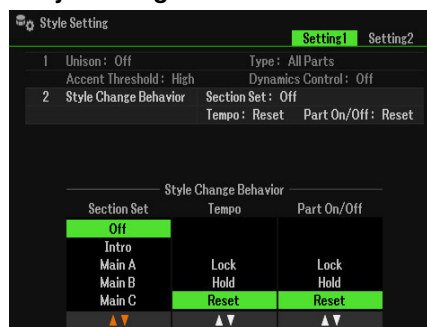 Style Setting
Setting1 Setting2
1 Unison: Off Type: All Parts
Accent Threshold: High Dynamics Control: Off
2 Style Change Behavior Section Set: Off
Tempo: Reset Part On/Off: Reset
Style Change Behavior
Section Set Tempo Part On/Off
Off
Intro
Main A Lock Lock
Main B Hold Hold
Main C Reset Reset